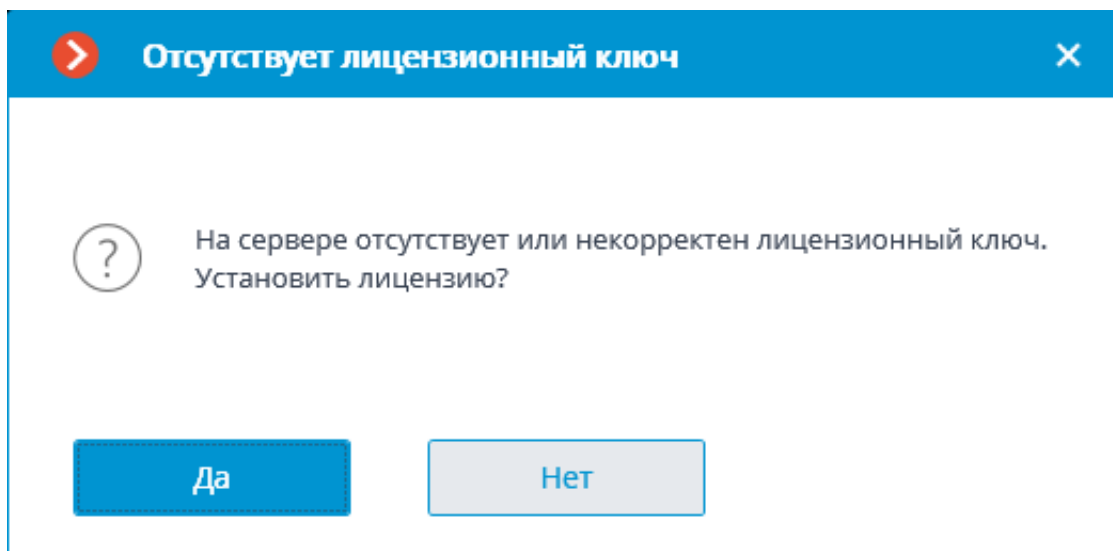 Отсутствует лицензионный ключ
На сервере отсутствует или некорректен лицензионный ключ.
Установить лицензию?
Да
Нет